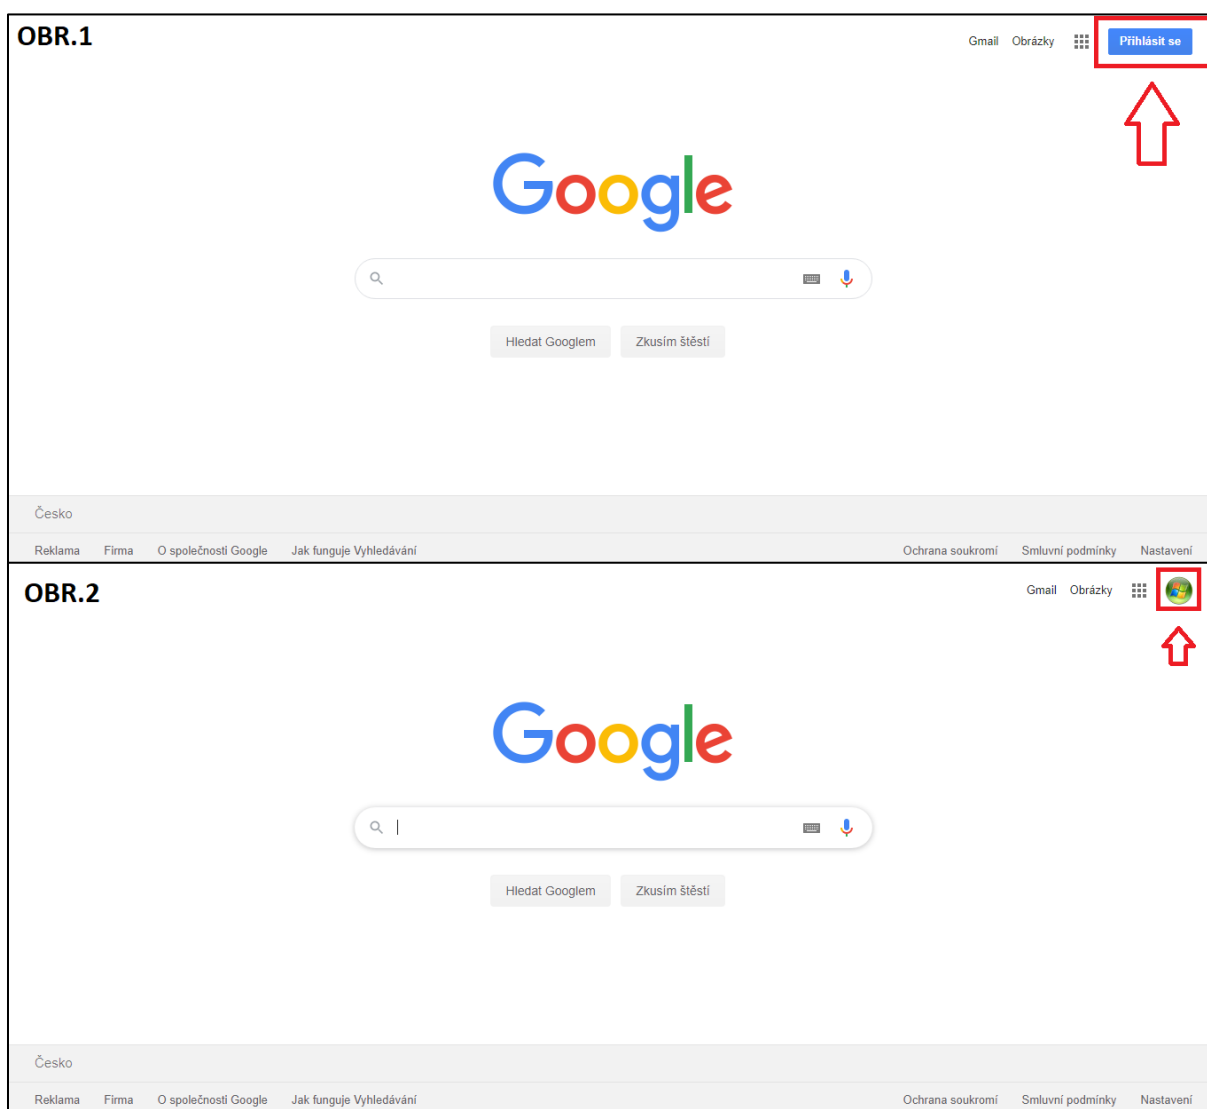 OBR.1
Gmail Obrázky Přihlásit se
Google
Hledat Googlem Zkusím štěstí
Česko
Reklama Firma O společnosti Google Jak funguje Vyhledávání Ochrana soukromí Smluvní podmínky Nastavení
OBR.2
Gmail Obrázky
Google
Hledat Googlem Zkusím štěstí
Česko
Reklama Firma O společnosti Google Jak funguje Vyhledávání Ochrana soukromí Smluvní podmínky Nastavení